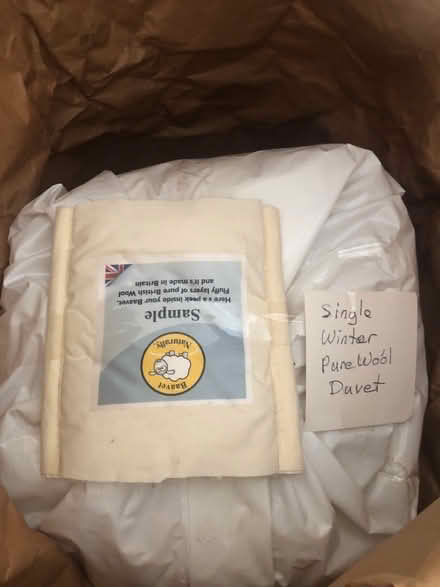 Sample
Here's a peek inside your Baavet.
Fluffy layers of pure British Wool
and it's made in Britain
Baavet
Naturally
Single
Winter
Pure Wool
Duvet